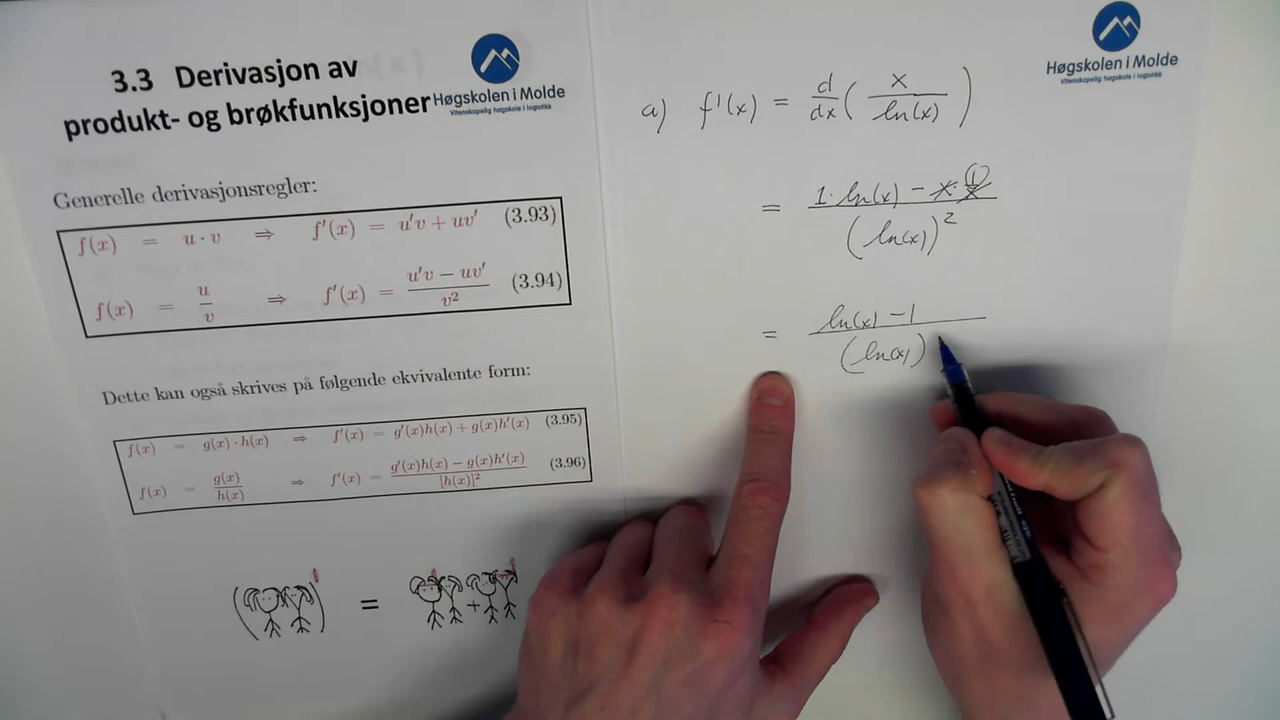 3.3 Derivasjon av
produkt- og brøkfunksjoner
Høgskolen i Molde
Vitenskapelig høgskole i logistikk
Generelle derivasjonsregler:
f(x) = u · v ⇒ f'(x) = u'v + uv' (3.93)
f(x) = u/v ⇒ f'(x) = (u'v − uv')/v² (3.94)
Dette kan også skrives på følgende ekvivalente form:
f(x) = g(x) · h(x) ⇒ f'(x) = g'(x)h(x) + g(x)h'(x) (3.95)
f(x) = g(x)/h(x) ⇒ f'(x) = (g'(x)h(x) − g(x)h'(x))/[h(x)]² (3.96)
( )' = +
Høgskolen i Molde
Vitenskapelig høgskole i logistikk
a) f'(x) = d/dx ( x / ln(x) )
= (1 · ln(x) − x · 1/x) / (ln(x))²
= (ln(x) − 1) / (ln(x))